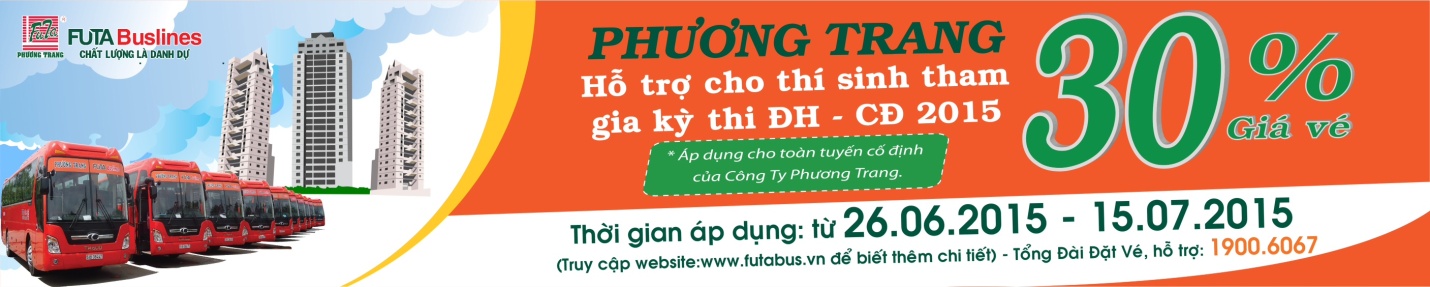 FuTa
PHƯƠNG TRANG
FUTA Buslines
CHẤT LƯỢNG LÀ DANH DỰ
PHƯƠNG TRANG
Hỗ trợ cho thí sinh tham
gia kỳ thi ĐH - CĐ 2015
30%
Giá vé
* Áp dụng cho toàn tuyến cố định
của Công Ty Phương Trang.
Thời gian áp dụng: từ 26.06.2015 - 15.07.2015
(Truy cập website:www.futabus.vn để biết thêm chi tiết) - Tổng Đài Đặt Vé, hỗ trợ: 1900.6067